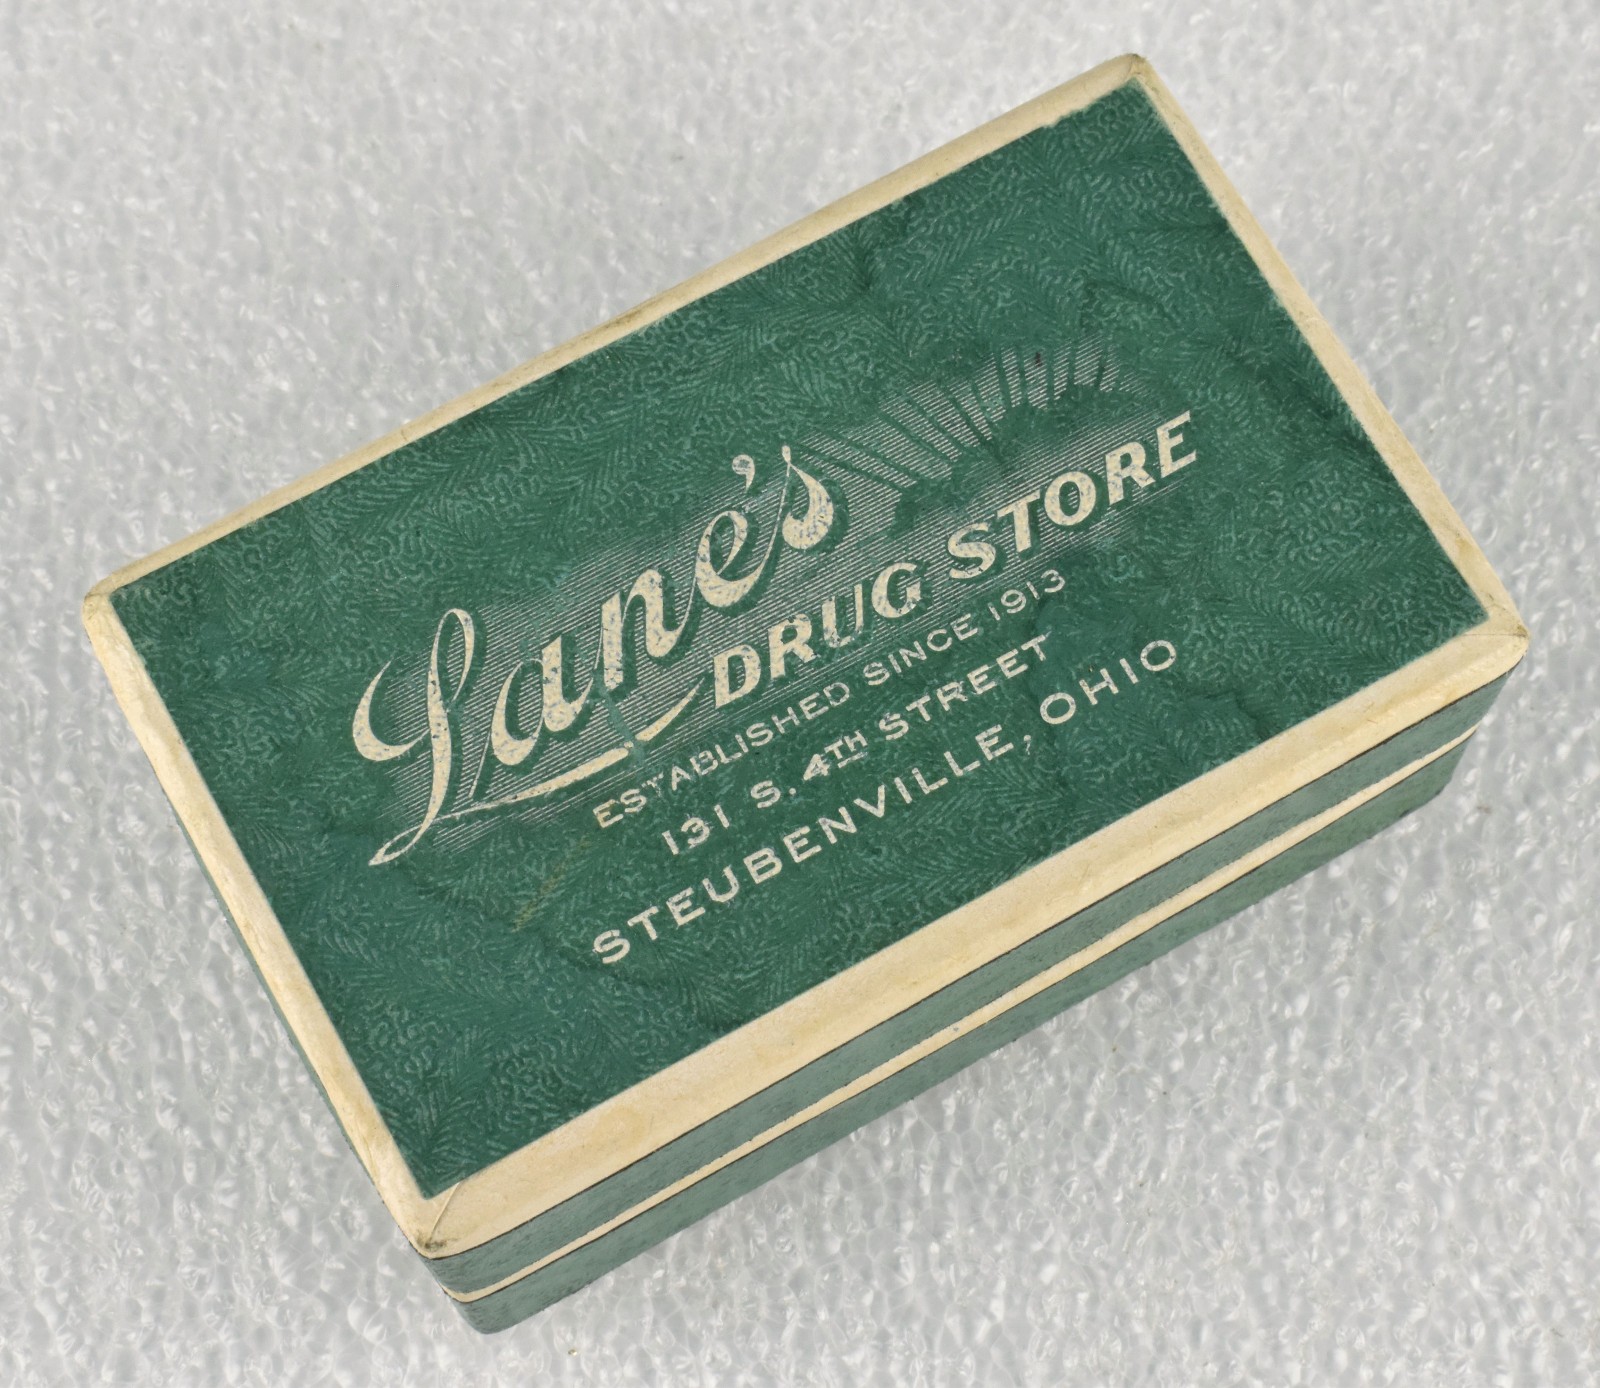 Lane's
DRUG STORE
ESTABLISHED SINCE 1913
131 S. 4TH STREET
STEUBENVILLE, OHIO